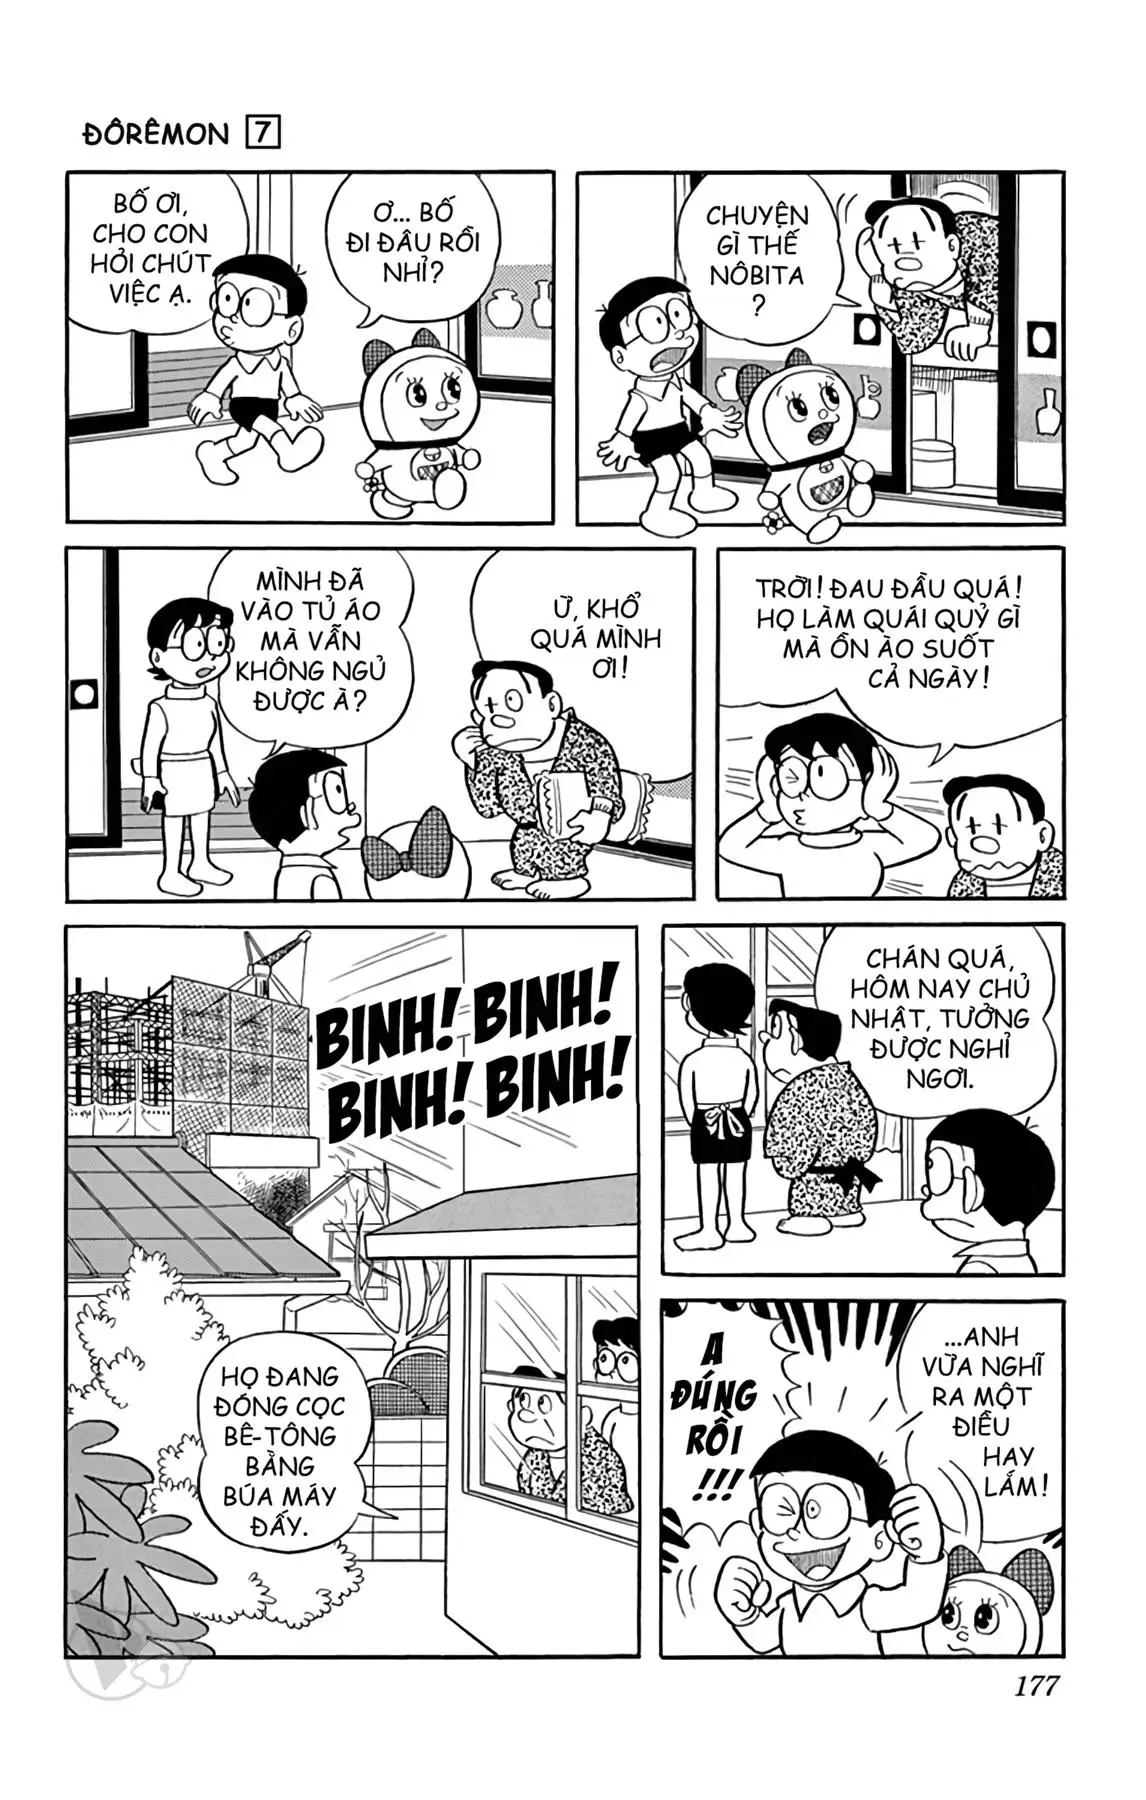 ĐÔRÊMON 7
BỐ ƠI,
CHO CON
HỎI CHÚT
VIỆC Ạ.
Ơ... BỐ
ĐI ĐÂU RỒI
NHỈ?
CHUYỆN
GÌ THẾ
NÔBITA
?
MÌNH ĐÃ
VÀO TỦ ÁO
MÀ VẪN
KHÔNG NGỦ
ĐƯỢC À?
Ừ, KHỔ
QUÁ MÌNH
ƠI!
TRỜI! ĐAU ĐẦU QUÁ!
HỌ LÀM QUÁI QUỶ GÌ
MÀ ỒN ÀO SUỐT
CẢ NGÀY!
BINH! BINH!
BINH! BINH!
HỌ ĐANG
ĐÓNG CỌC
BÊ-TÔNG
BẰNG
BÚA MÁY
ĐẤY.
CHÁN QUÁ,
HÔM NAY CHỦ
NHẬT, TƯỞNG
ĐƯỢC NGHỈ
NGƠI.
A
ĐÚNG
RỒI
!!!
...ANH
VỪA NGHĨ
RA MỘT
ĐIỀU
HAY
LẮM!
177